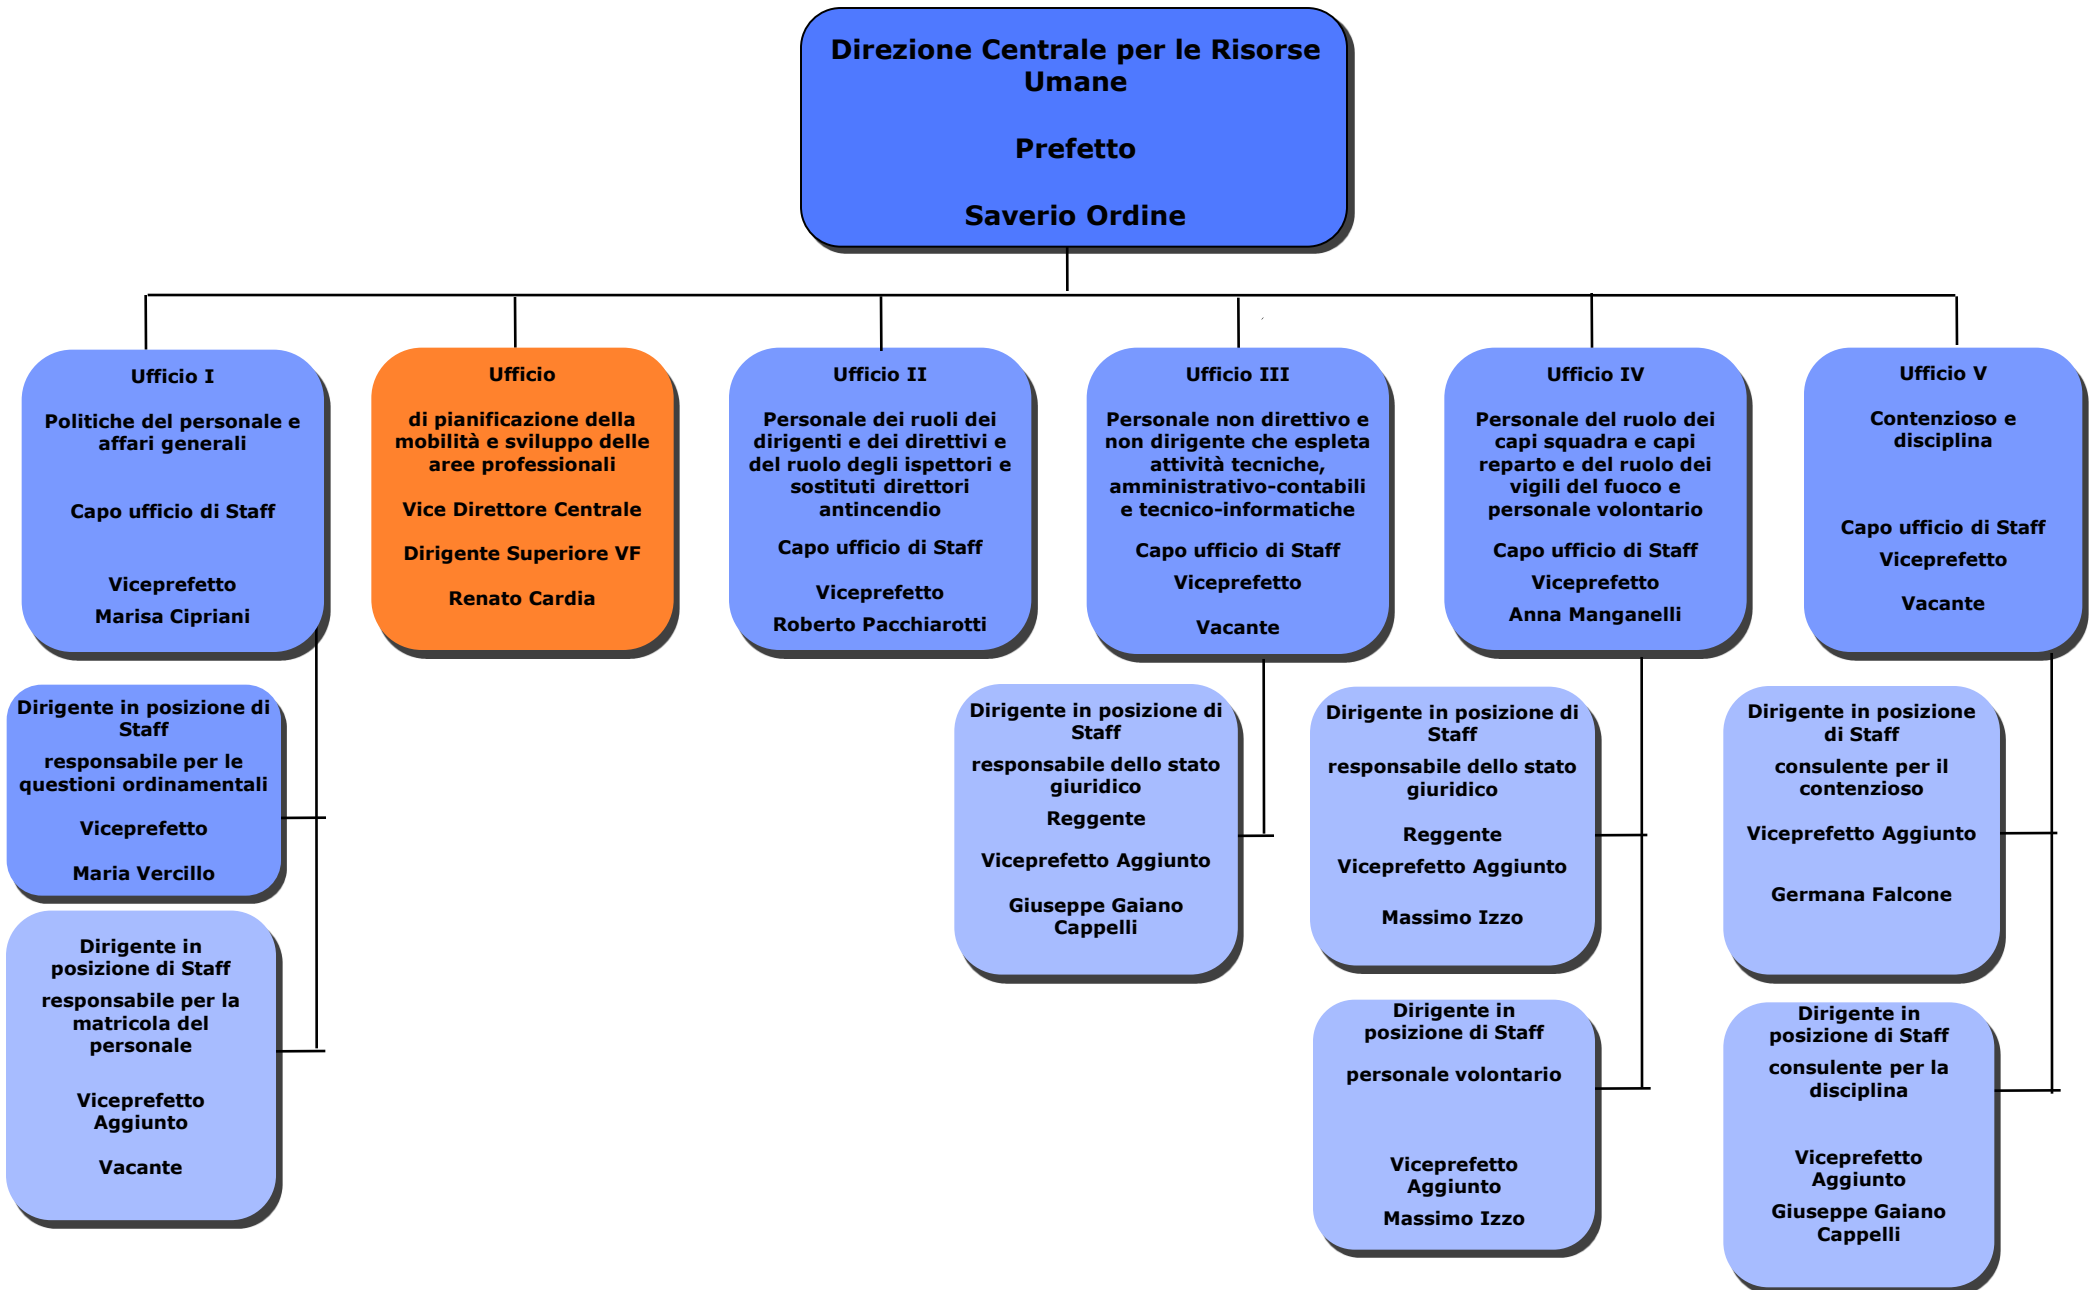 Direzione Centrale per le Risorse
Umane
Prefetto
Saverio Ordine
Ufficio I
Politiche del personale e
affari generali
Capo ufficio di Staff
Viceprefetto
Marisa Cipriani
Ufficio
di pianificazione della
mobilità e sviluppo delle
aree professionali
Vice Direttore Centrale
Dirigente Superiore VF
Renato Cardia
Ufficio II
Personale dei ruoli dei
dirigenti e dei direttivi e
del ruolo degli ispettori e
sostituti direttori
antincendio
Capo ufficio di Staff
Viceprefetto
Roberto Pacchiarotti
Ufficio III
Personale non direttivo e
non dirigente che espleta
attività tecniche,
amministrativo-contabili
e tecnico-informatiche
Capo ufficio di Staff
Viceprefetto
Vacante
Ufficio IV
Personale del ruolo dei
capi squadra e capi
reparto e del ruolo dei
vigili del fuoco e
personale volontario
Capo ufficio di Staff
Viceprefetto
Anna Manganelli
Ufficio V
Contenzioso e
disciplina
Capo ufficio di Staff
Viceprefetto
Vacante
Dirigente in posizione di
Staff
responsabile per le
questioni ordinamentali
Viceprefetto
Maria Vercillo
Dirigente in
posizione di Staff
responsabile per la
matricola del
personale
Viceprefetto
Aggiunto
Vacante
Dirigente in posizione di
Staff
responsabile dello stato
giuridico
Reggente
Viceprefetto Aggiunto
Giuseppe Gaiano
Cappelli
Dirigente in posizione di
Staff
responsabile dello stato
giuridico
Reggente
Viceprefetto Aggiunto
Massimo Izzo
Dirigente in
posizione di Staff
personale volontario
Viceprefetto
Aggiunto
Massimo Izzo
Dirigente in posizione
di Staff
consulente per il
contenzioso
Viceprefetto Aggiunto
Germana Falcone
Dirigente in
posizione di Staff
consulente per la
disciplina
Viceprefetto
Aggiunto
Giuseppe Gaiano
Cappelli